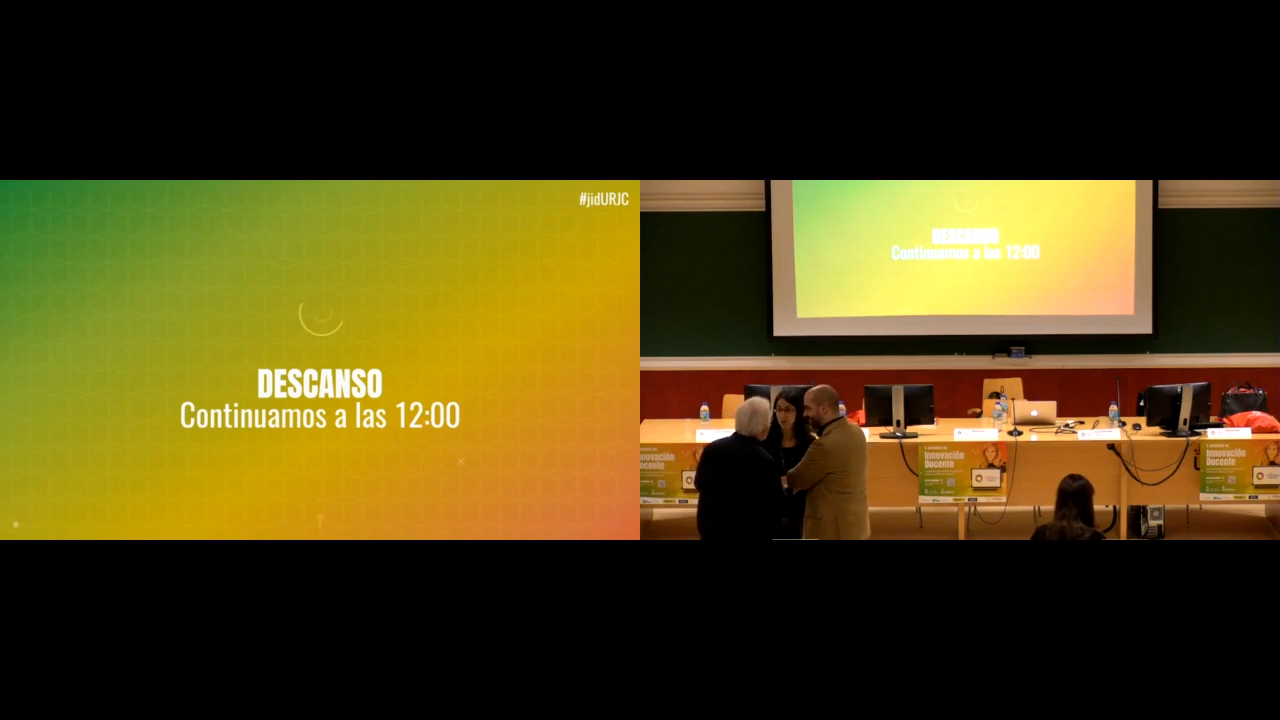 #jidURJC
DESCANSO
Continuamos a las 12:00
DESCANSO
Continuamos a las 12:00
Innovación
Docente
Innovación
Docente
Innovación
Docente